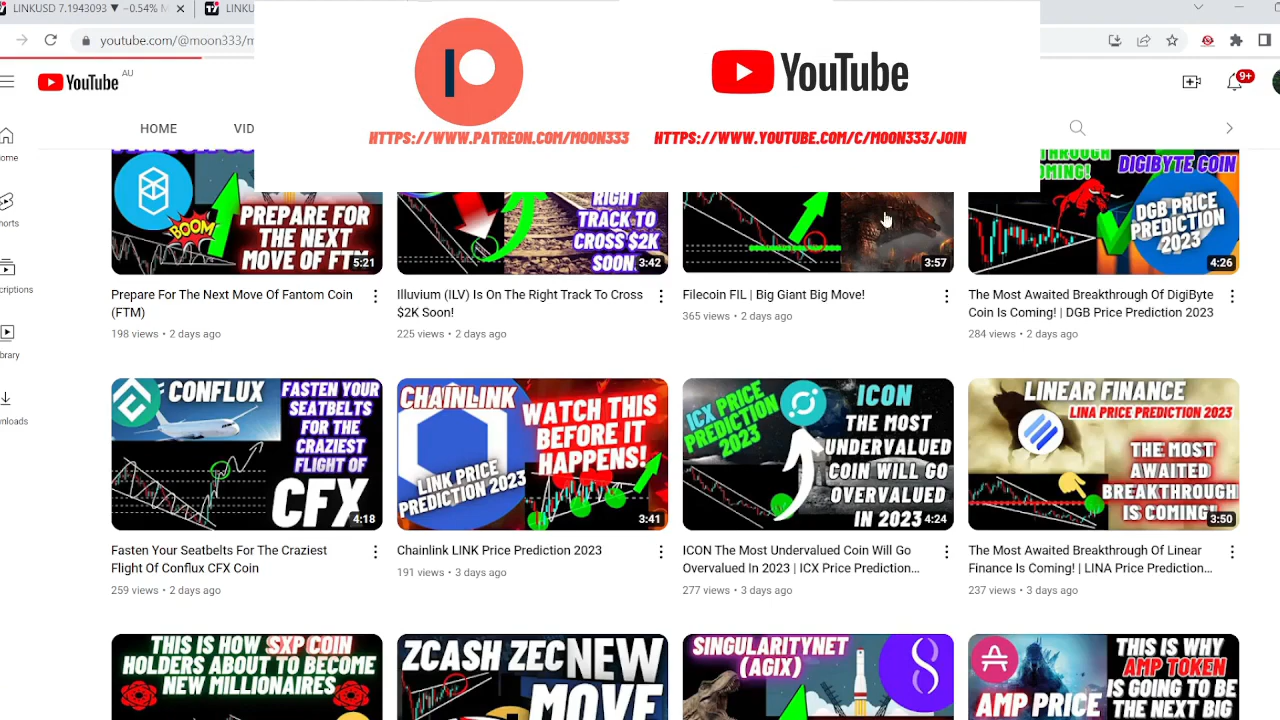 LINKUSD 7.1943093 ▼ −0.54%
LINKU
youtube.com/@moon333/
YouTube
AU
9+
HTTPS://WWW.PATREON.COM/MOON333
YouTube
HTTPS://WWW.YOUTUBE.COM/C/MOON333/JOIN
HOME
VID
ome
horts
criptions
brary
nloads
BOOM
PREPARE FOR
THE NEXT
MOVE OF FTM
5:21
RIGHT
TRACK TO
CROSS $2K
SOON
3:42
3:57
COMING!
DIGIBYTE COIN
DGB PRICE
PREDICTION
2023
4:26
Prepare For The Next Move Of Fantom Coin
(FTM)
198 views • 2 days ago
Illuvium (ILV) Is On The Right Track To Cross
$2K Soon!
225 views • 2 days ago
Filecoin FIL | Big Giant Big Move!
365 views • 2 days ago
The Most Awaited Breakthrough Of DigiByte
Coin Is Coming! | DGB Price Prediction 2023
284 views • 2 days ago
CONFLUX
FASTEN YOUR
SEATBELTS
FOR THE
CRAZIEST
FLIGHT OF
CFX
4:18
CHAINLINK
WATCH THIS
BEFORE IT
HAPPENS!
LINK PRICE
PREDICTION 2023
3:41
ICX PRICE
PREDICTION
2023
ICON
THE MOST
UNDERVALUED
COIN WILL GO
OVERVALUED
IN 2023
4:24
LINEAR FINANCE
LINA PRICE PREDICTION 2023
THE MOST
AWAITED
BREAKTHROUGH
IS COMING!
3:50
Fasten Your Seatbelts For The Craziest
Flight Of Conflux CFX Coin
259 views • 2 days ago
Chainlink LINK Price Prediction 2023
191 views • 3 days ago
ICON The Most Undervalued Coin Will Go
Overvalued In 2023 | ICX Price Prediction...
277 views • 3 days ago
The Most Awaited Breakthrough Of Linear
Finance Is Coming! | LINA Price Prediction...
237 views • 3 days ago
THIS IS HOW SXP COIN
HOLDERS ABOUT TO BECOME
NEW MILLIONAIRES
ZCASH ZEC NEW
MOVE
SINGULARITYNET
(AGIX)
AMP PRICE
THIS IS WHY
AMP TOKEN
IS GOING TO BE
THE NEXT BIG